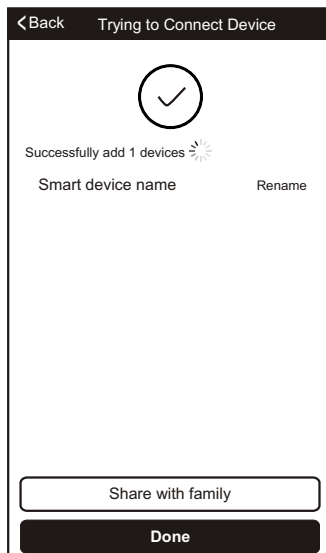 Back Trying to Connect Device
Successfully add 1 devices
Smart device name Rename
Share with family
Done